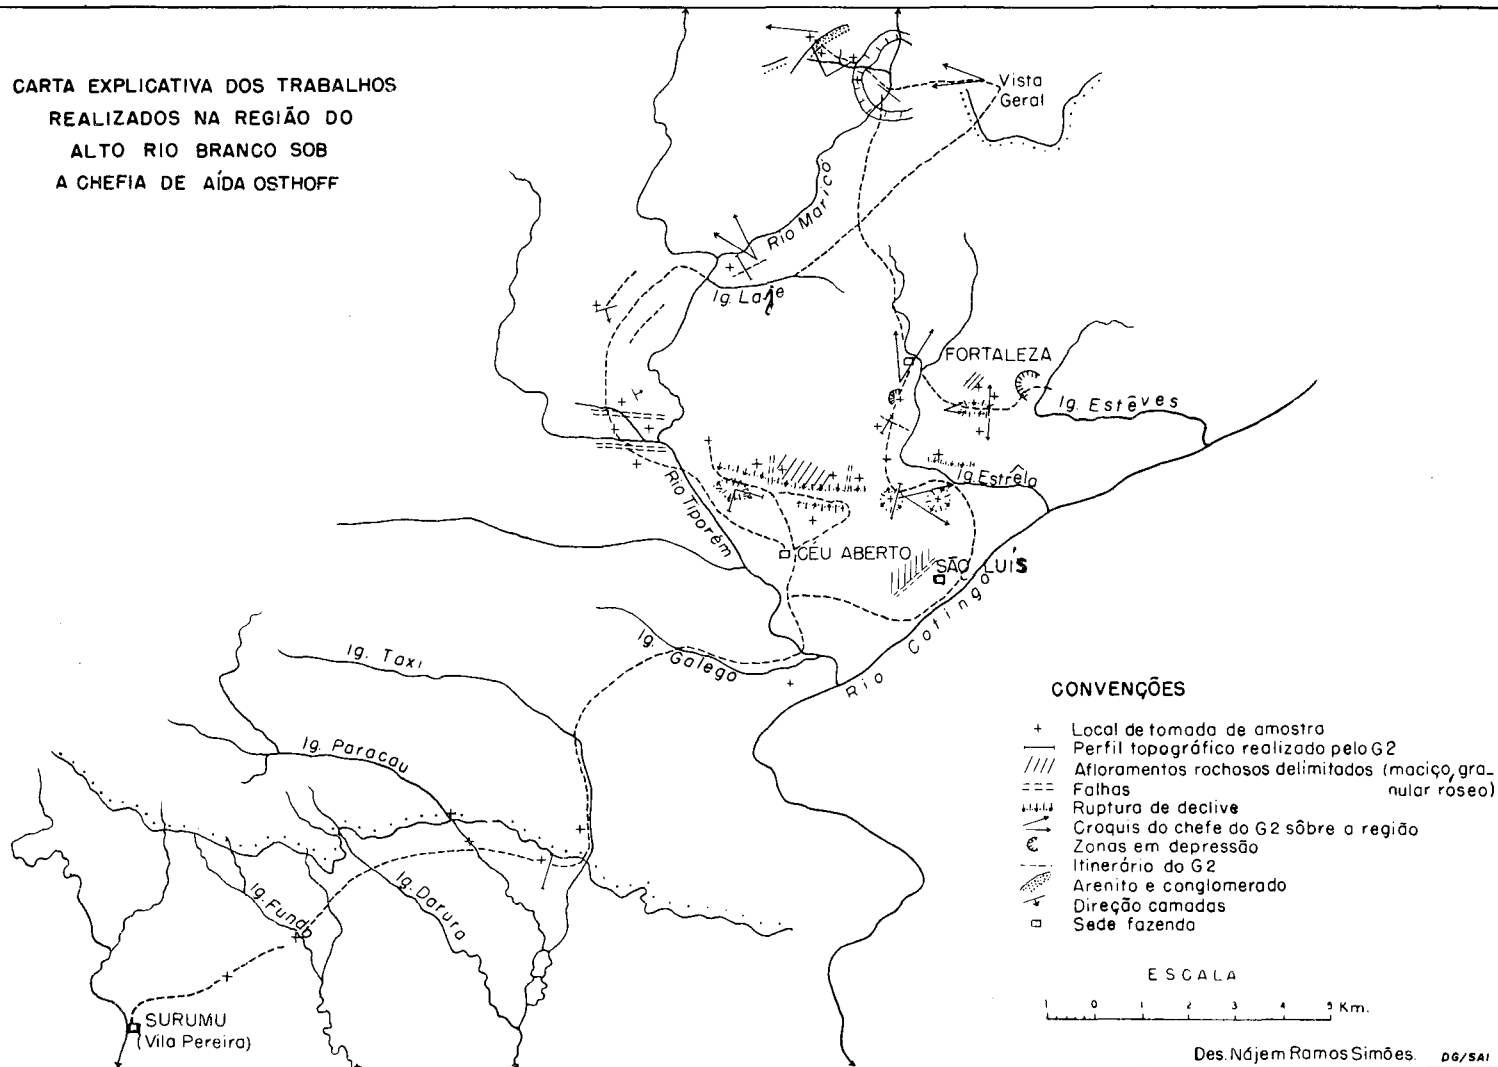 CARTA EXPLICATIVA DOS TRABALHOS
REALIZADOS NA REGIÃO DO
ALTO RIO BRANCO SOB
A CHEFIA DE AÍDA OSTHOFF
Vista
Geral
Rio Maricó
Ig. Laje
FORTALEZA
Ig. Estêves
Ig. Estrêla
Rio Tiporém
CÉU ABERTO
SÃO LUÍS
Rio Cotingo
Ig. Galego
Ig. Taxi
Ig. Paracau
Ig. Darura
Ig. Fundo
SURUMU
(Vila Pereira)
CONVENÇÕES
+ Local de tomada de amostra
Perfil topográfico realizado pelo G2
Afloramentos rochosos delimitados (maciço, gra-
Falhas nular róseo)
Ruptura de declive
Croquis do chefe do G2 sôbre a região
Zonas em depressão
Itinerário do G2
Arenito e conglomerado
Direção camadas
Sede fazenda
ESCALA
1 0 1 2 3 4 5 Km.
Des. Nájem Ramos Simões. DG/SAI